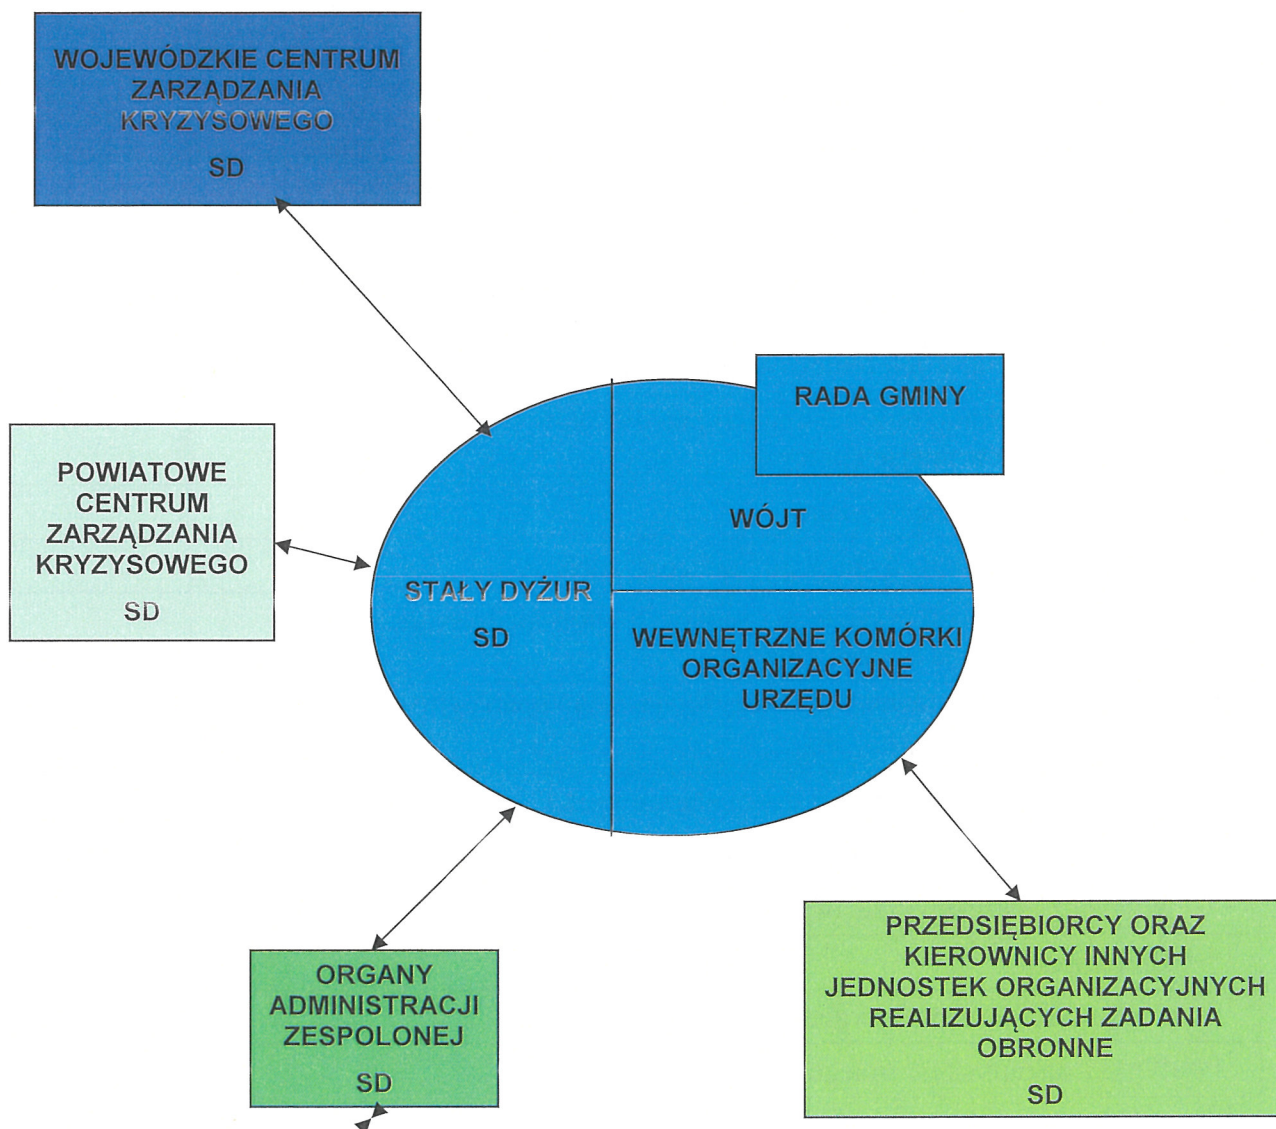 WOJEWÓDZKIE CENTRUM
ZARZĄDZANIA
KRYZYSOWEGO
SD
RADA GMINY
POWIATOWE
CENTRUM
ZARZĄDZANIA
KRYZYSOWEGO
SD
WÓJT
STAŁY DYŻUR
SD
WEWNĘTRZNE KOMÓRKI
ORGANIZACYJNE
URZĘDU
ORGANY
ADMINISTRACJI
ZESPOLONEJ
SD
PRZEDSIĘBIORCY ORAZ
KIEROWNICY INNYCH
JEDNOSTEK ORGANIZACYJNYCH
REALIZUJĄCYCH ZADANIA
OBRONNE
SD